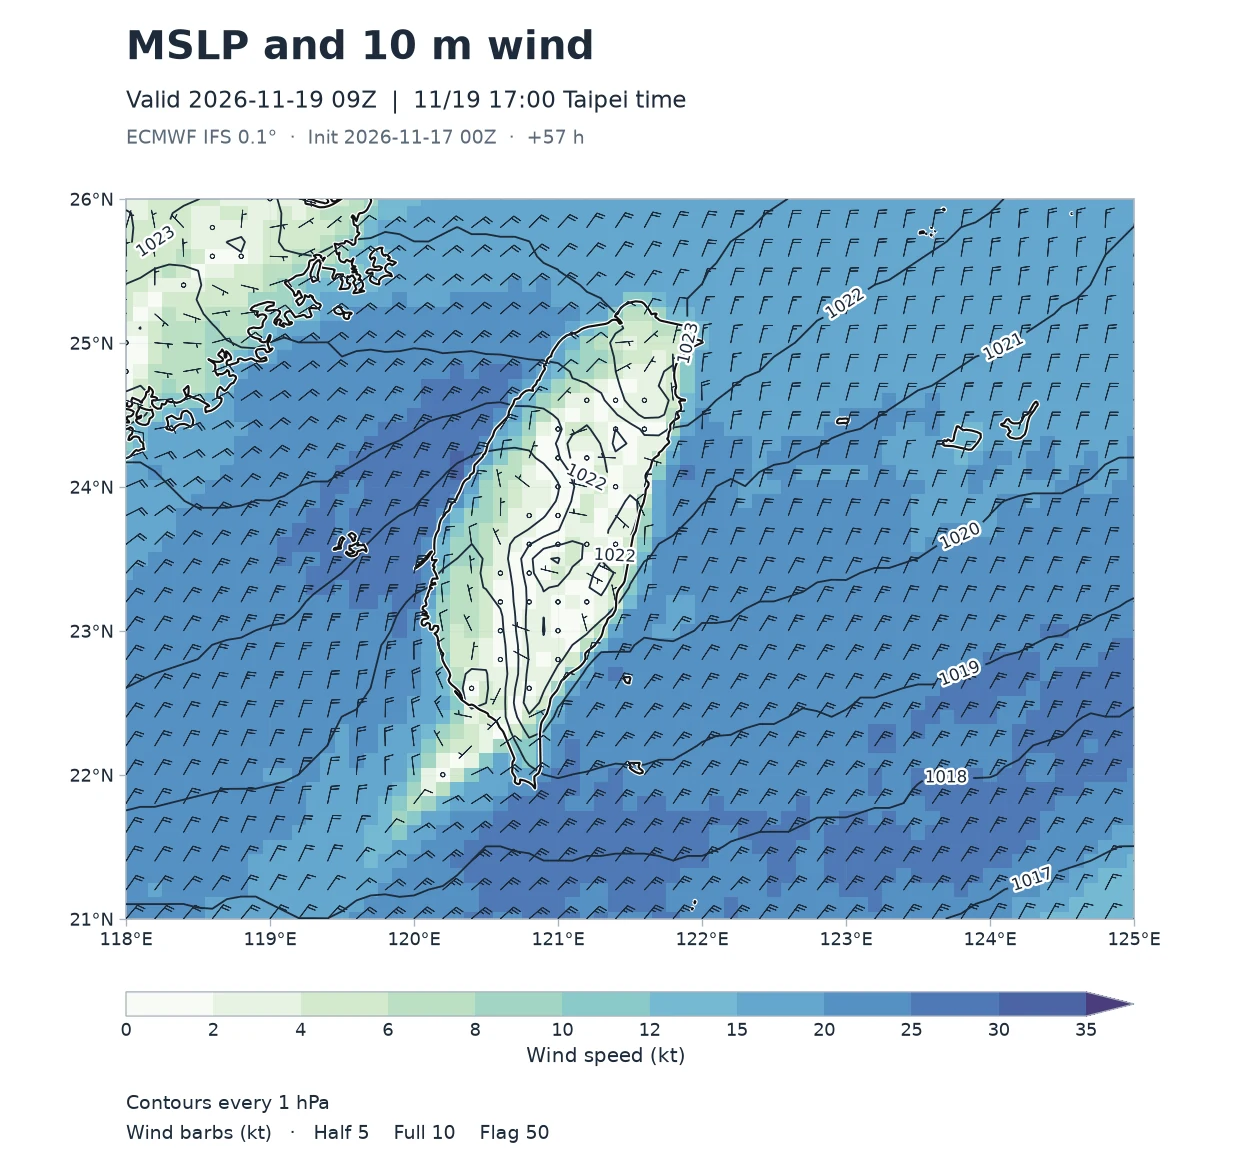 MSLP and 10 m wind
Valid 2026-11-19 09Z | 11/19 17:00 Taipei time
ECMWF IFS 0.1° · Init 2026-11-17 00Z · +57 h
26°N
25°N
24°N
23°N
22°N
21°N
1023
1023
1022
1021
1022
1022
1020
1019
1018
1017
118°E 119°E 120°E 121°E 122°E 123°E 124°E 125°E
0 2 4 6 8 10 12 15 20 25 30 35
Wind speed (kt)
Contours every 1 hPa
Wind barbs (kt) · Half 5 Full 10 Flag 50